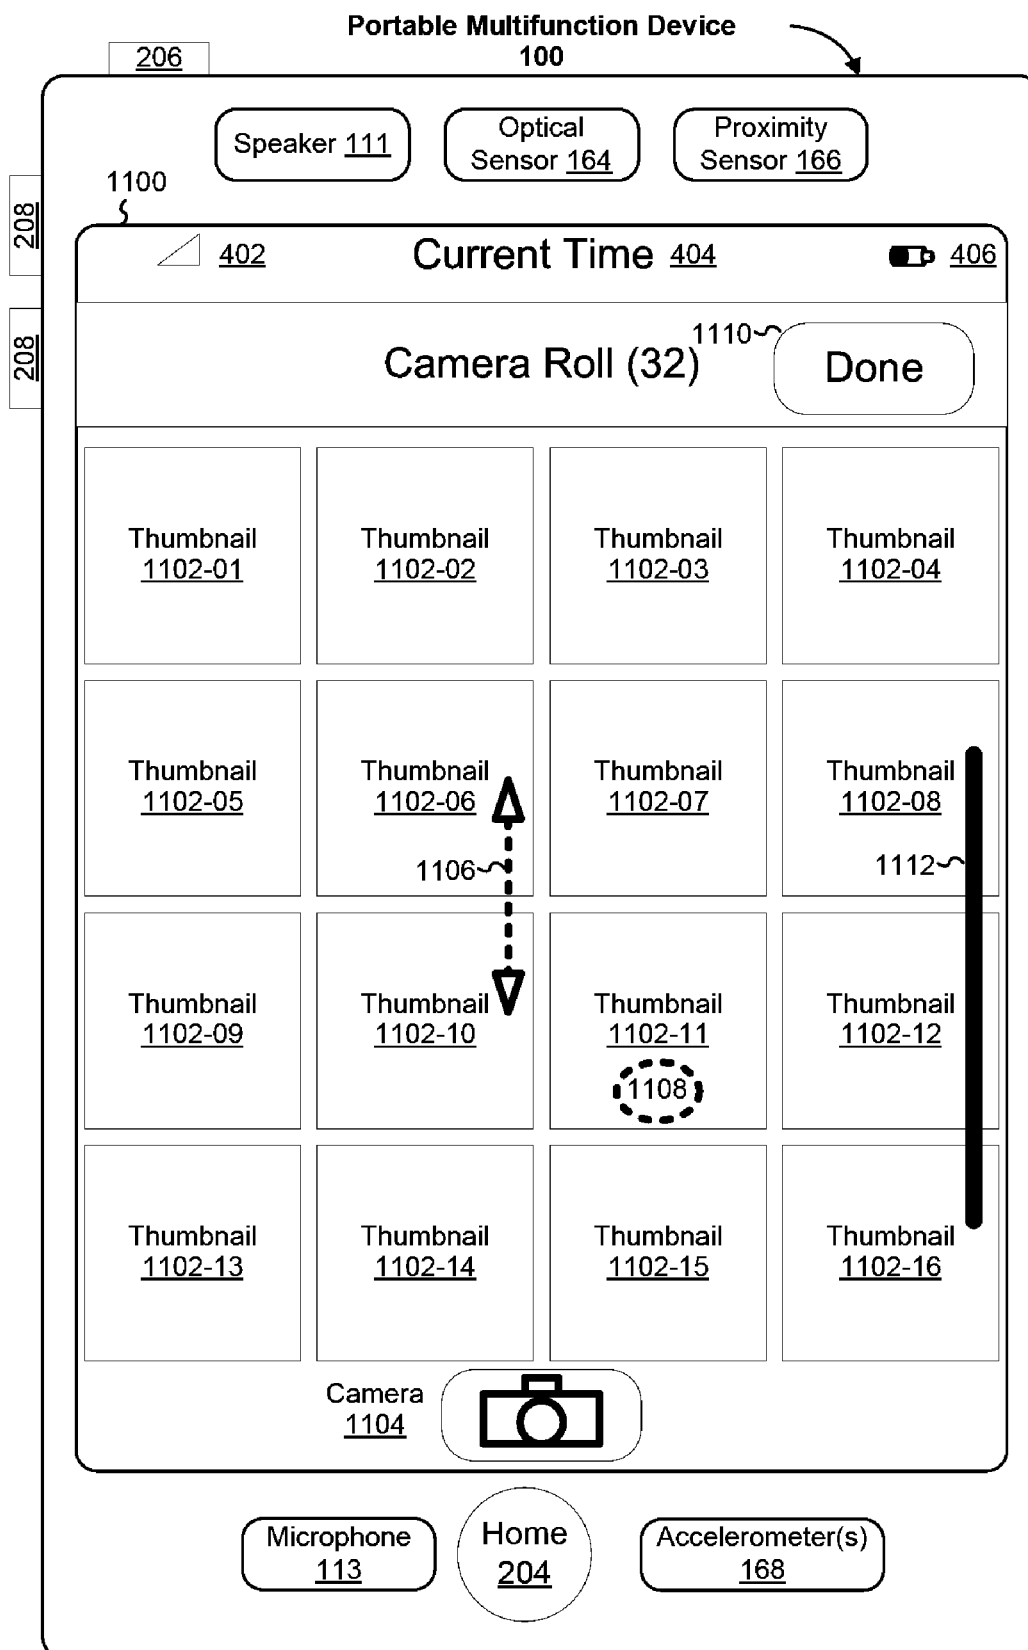 Portable Multifunction Device
100
206
Speaker 111
Optical
Sensor 164
Proximity
Sensor 166
208
208
1100
402
Current Time 404
406
Camera Roll (32)
1110
Done
Thumbnail
1102-01
Thumbnail
1102-02
Thumbnail
1102-03
Thumbnail
1102-04
Thumbnail
1102-05
Thumbnail
1102-06
Thumbnail
1102-07
Thumbnail
1102-08
1106
1112
Thumbnail
1102-09
Thumbnail
1102-10
Thumbnail
1102-11
1108
Thumbnail
1102-12
Thumbnail
1102-13
Thumbnail
1102-14
Thumbnail
1102-15
Thumbnail
1102-16
Camera
1104
Microphone
113
Home
204
Accelerometer(s)
168